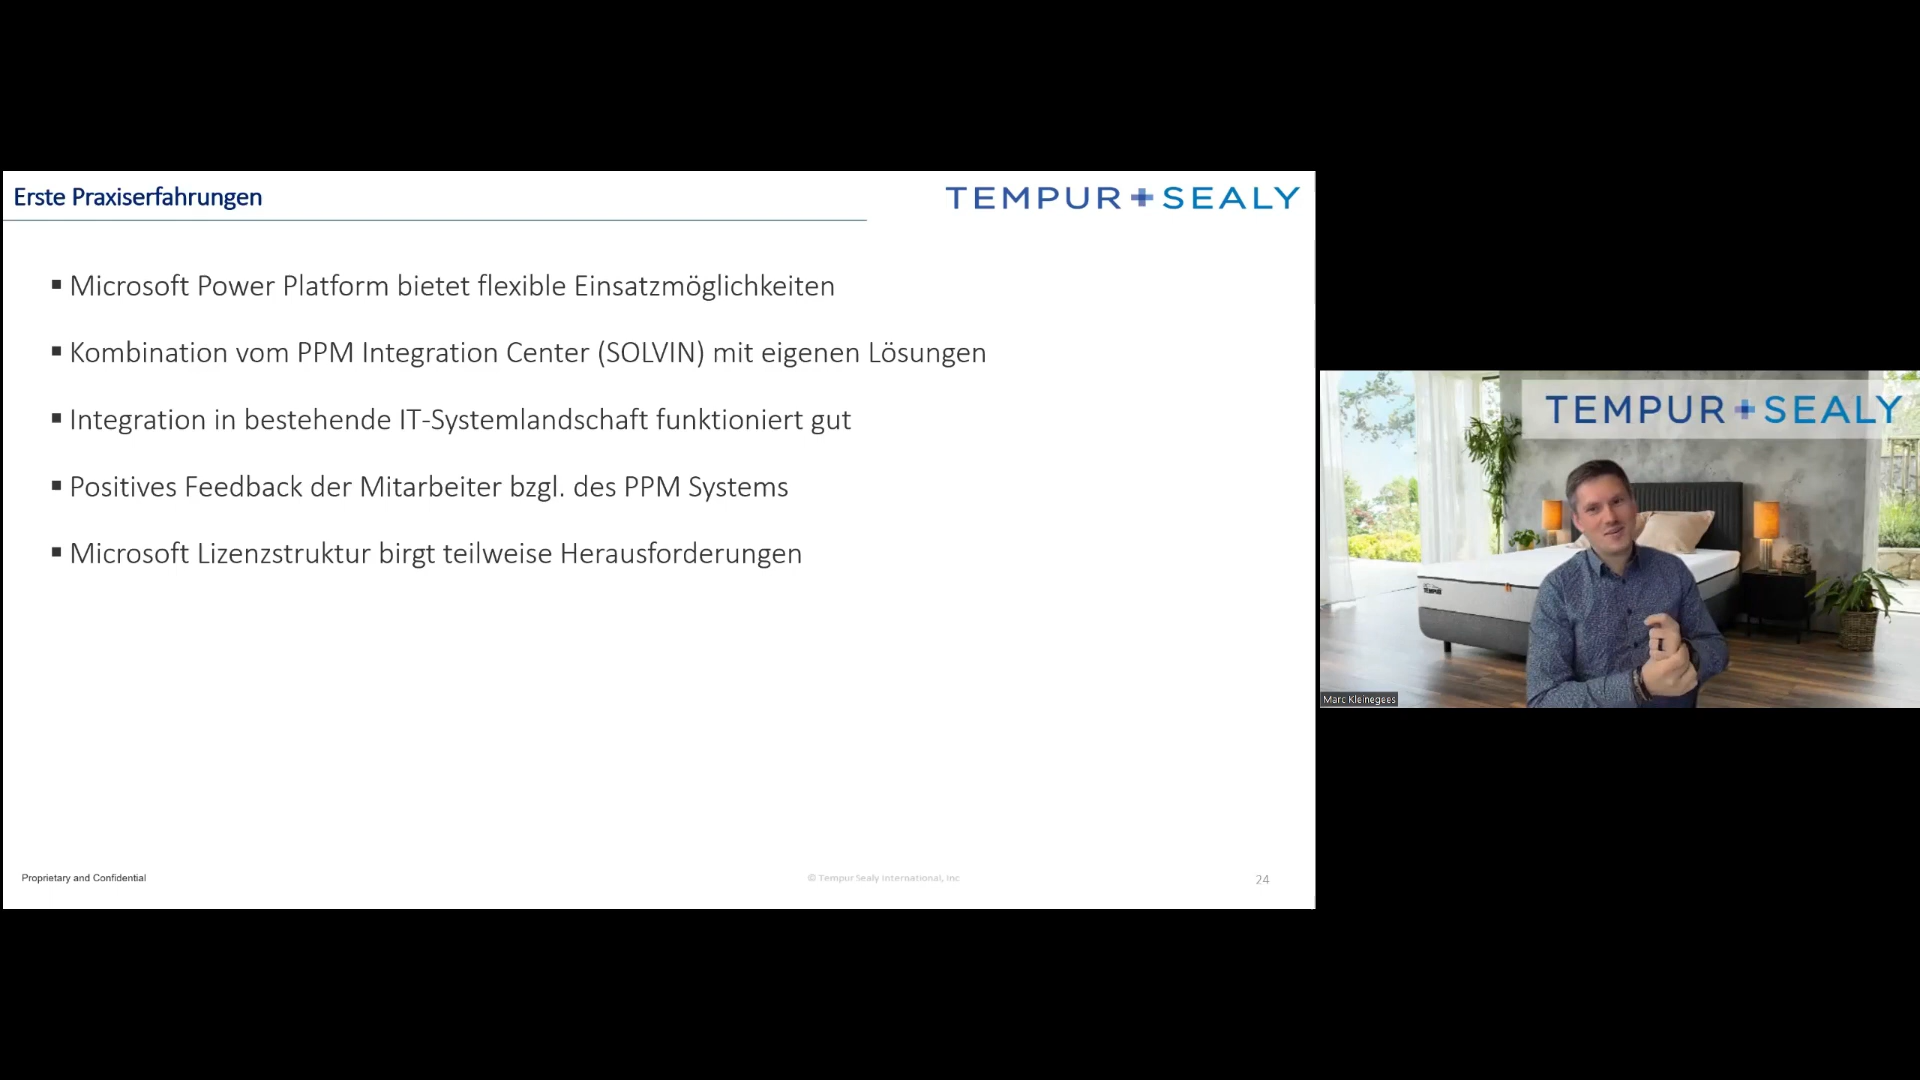 Erste Praxiserfahrungen
TEMPUR + SEALY
▪ Microsoft Power Platform bietet flexible Einsatzmöglichkeiten
▪ Kombination vom PPM Integration Center (SOLVIN) mit eigenen Lösungen
▪ Integration in bestehende IT-Systemlandschaft funktioniert gut
▪ Positives Feedback der Mitarbeiter bzgl. des PPM Systems
▪ Microsoft Lizenzstruktur birgt teilweise Herausforderungen
Proprietary and Confidential
© Tempur Sealy International, Inc
24
TEMPUR + SEALY
TEMPUR
Marc Kleinegees